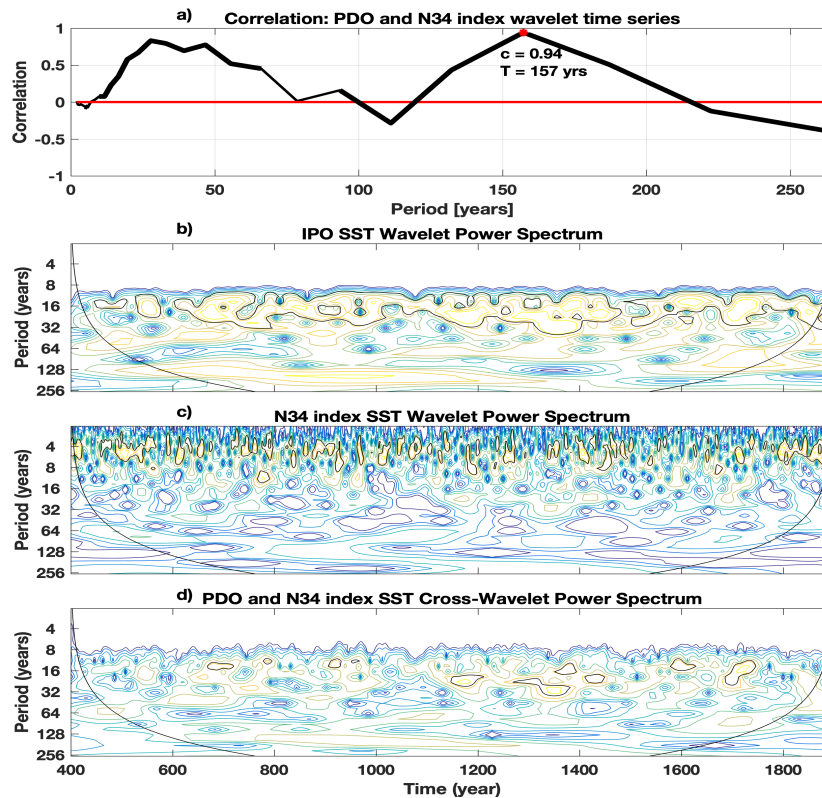 a) Correlation: PDO and N34 index wavelet time series
1
0.5
0
-0.5
-1
Correlation
c = 0.94
T = 157 yrs
0 50 100 150 200 250
Period [years]
b) IPO SST Wavelet Power Spectrum
4
8
16
32
64
128
256
Period (years)
c) N34 index SST Wavelet Power Spectrum
4
8
16
32
64
128
256
Period (years)
d) PDO and N34 index SST Cross-Wavelet Power Spectrum
4
8
16
32
64
128
256
Period (years)
400 600 800 1000 1200 1400 1600 1800
Time (year)